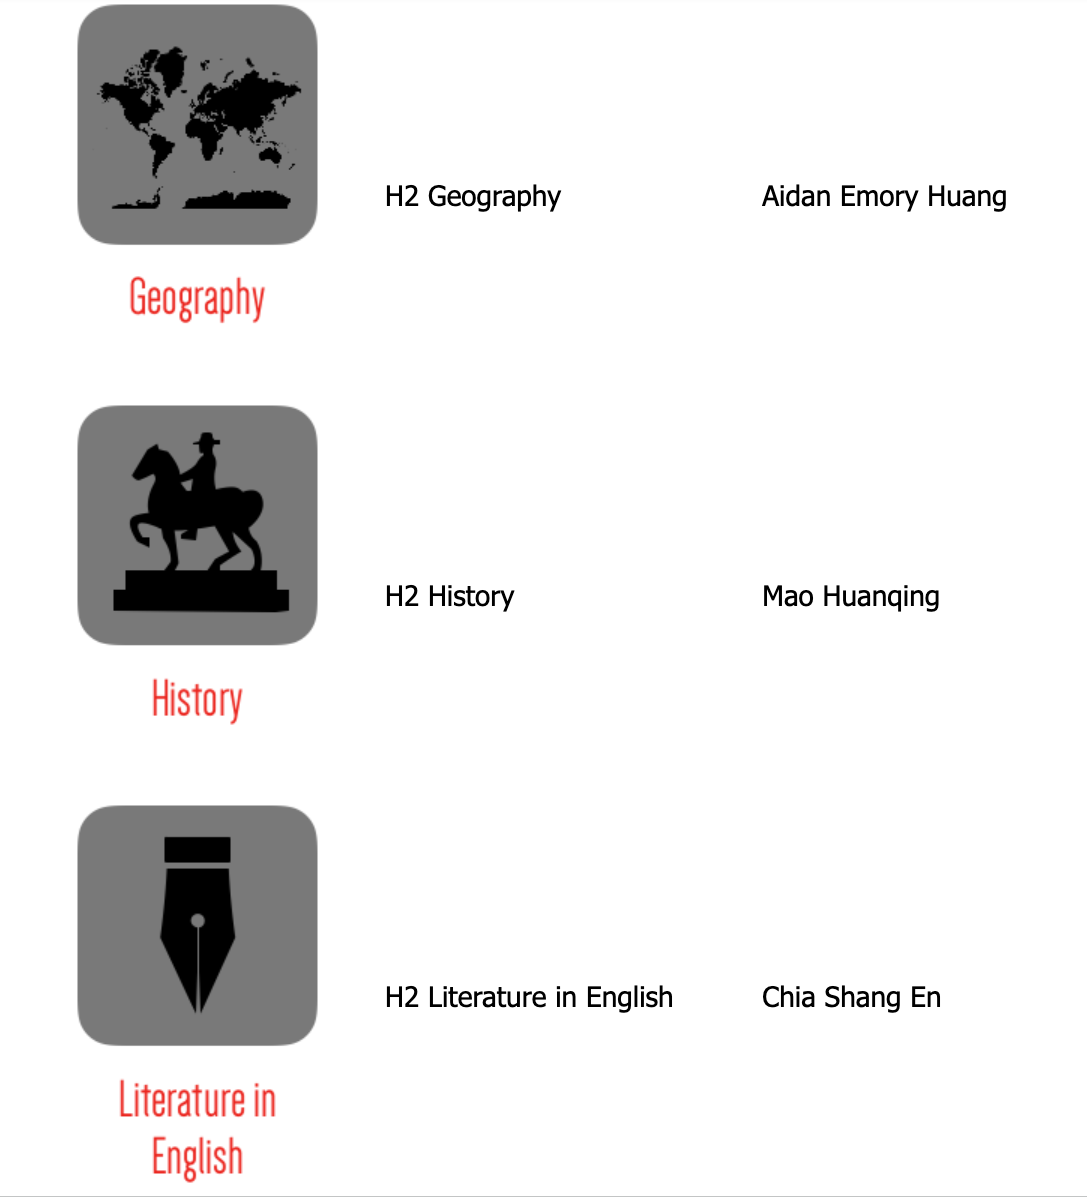 H2 Geography Aidan Emory Huang
Geography
H2 History Mao Huanqing
History
H2 Literature in English Chia Shang En
Literature in
English